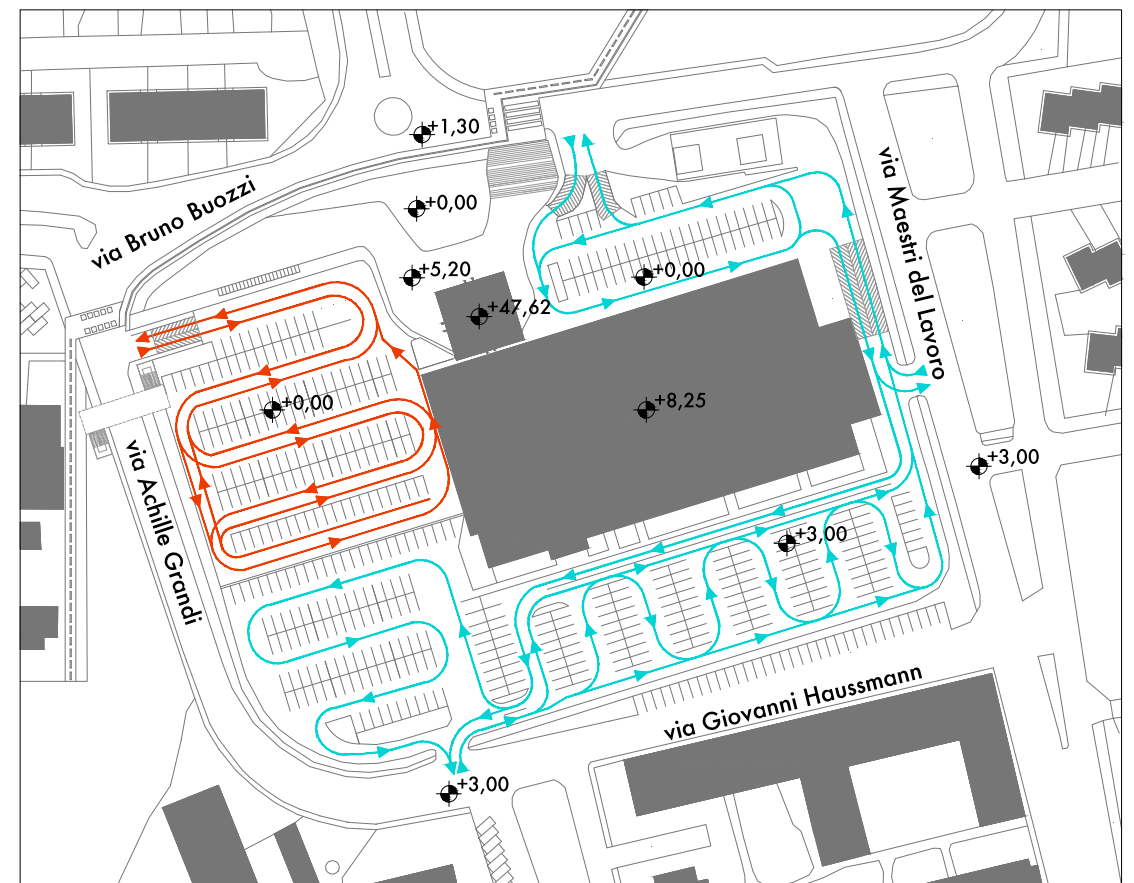 +1,30
via Bruno Buozzi
+0,00
via Maestri del Lavoro
+5,20
+0,00
+47,62
+0,00
+8,25
via Achille Grandi
+3,00
+3,00
via Giovanni Haussmann
+3,00